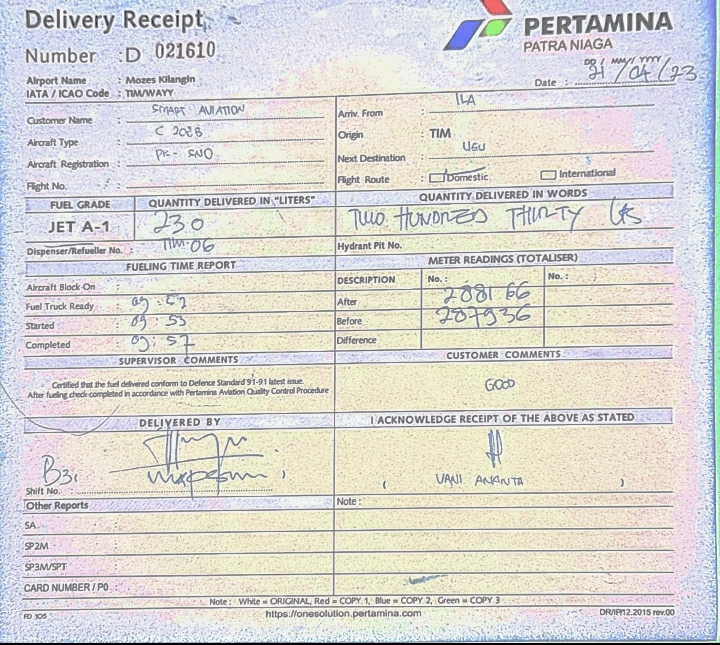 Delivery Receipt
PERTAMINA
PATRA NIAGA
Number : D 021610
Airport Name : Mozes Kilangin
IATA / ICAO Code : TIM/WAYY
DD / MM / YYYY
Date : 21/04/23
Customer Name : SMART AVIATION
Arriv. From : ILA
Aircraft Type : C 208B
Origin : TIM
Aircraft Registration : PK-SNO
Next Destination : UGU
Flight No. :
Flight Route : Domestic International
FUEL GRADE QUANTITY DELIVERED IN "LITERS" QUANTITY DELIVERED IN WORDS
JET A-1 230 TWO HUNDRED THIRTY
Dispenser/Refueller No. : TIM-06 Hydrant Pit No.
FUELING TIME REPORT METER READINGS (TOTALISER)
Aircraft Block On :
DESCRIPTION No. : No. :
Fuel Truck Ready :
After 288166
Started : 09:53
Before 287936
Completed : 09:57
Difference
SUPERVISOR COMMENTS CUSTOMER COMMENTS
Certified that the fuel delivered conform to Defence Standard 91-91 latest issue.
After fueling check completed in accordance with Pertamina Aviation Quality Control Procedure
GOOD
DELIVERED BY I ACKNOWLEDGE RECEIPT OF THE ABOVE AS STATED
Shift No.
( VANI ANANTA )
Other Reports Note :
SA.
SP2M :
SP3M/SPT :
CARD NUMBER / PO :
Note : White = ORIGINAL, Red = COPY 1, Blue = COPY 2, Green = COPY 3
FD 105 https://onesolution.pertamina.com DR/IP/12.2015 rev.00